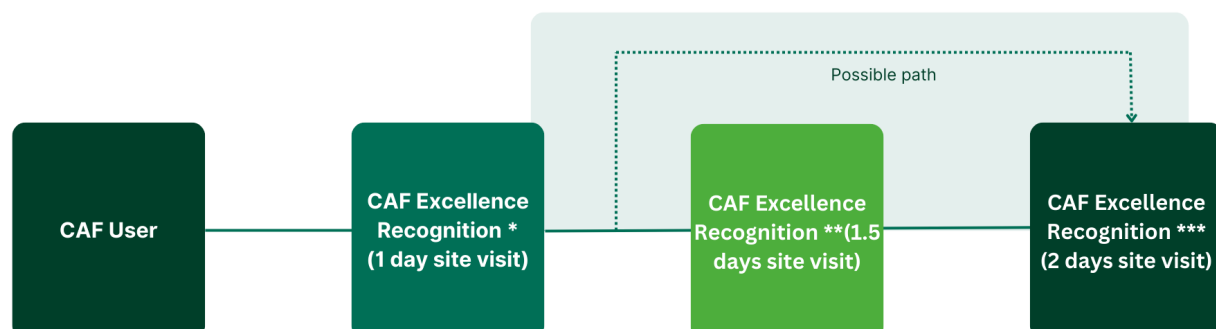 Possible path
CAF User
CAF Excellence
Recognition *
(1 day site visit)
CAF Excellence
Recognition **(1.5
days site visit)
CAF Excellence
Recognition ***
(2 days site visit)